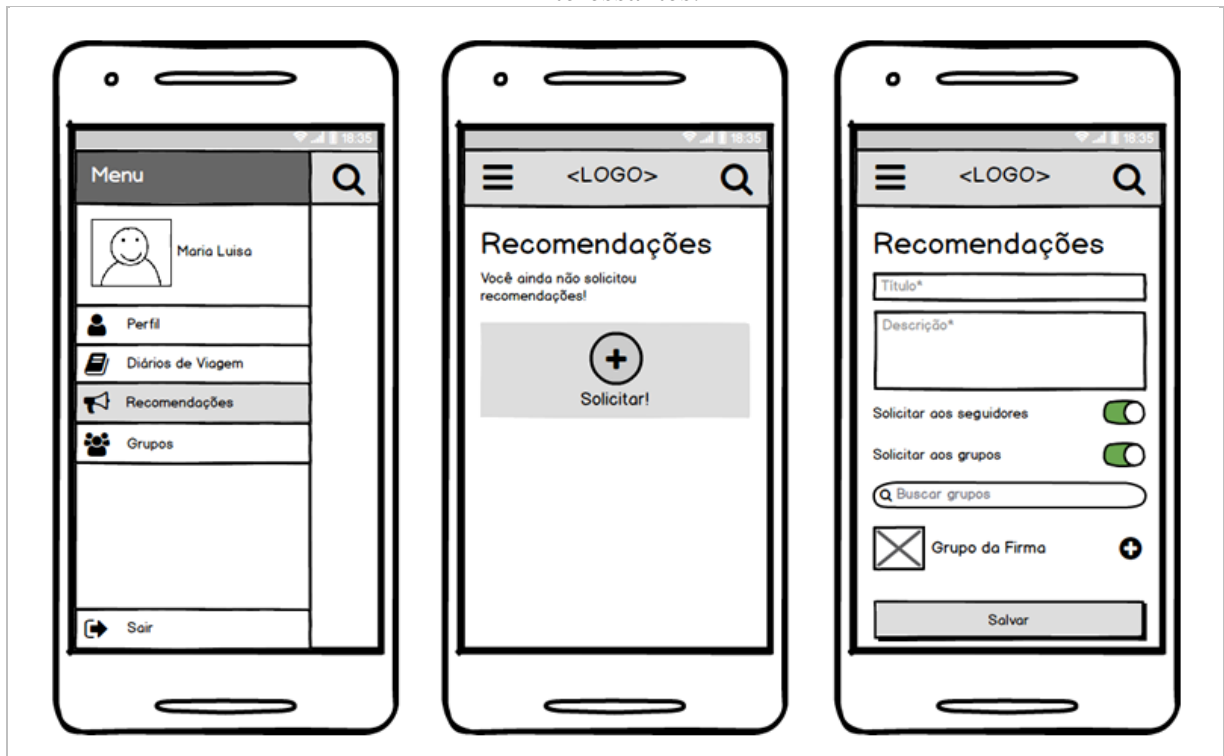 18:35
Menu
Maria Luisa
Perfil
Diários de Viagem
Recomendações
Grupos
Sair
18:35
<LOGO>
Recomendações
Você ainda não solicitou
recomendações!
Solicitar!
18:35
<LOGO>
Recomendações
Título*
Descrição*
Solicitar aos seguidores
Solicitar aos grupos
Buscar grupos
Grupo da Firma
Salvar